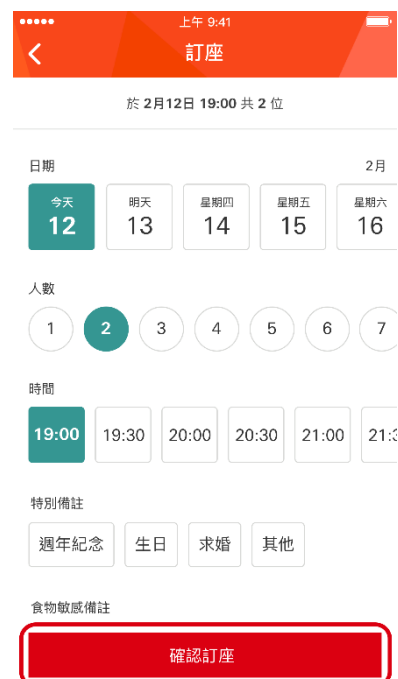 上午 9:41
訂座
於 2月12日 19:00 共 2 位
日期 2月
今天 明天 星期四 星期五 星期六
12 13 14 15 16
人數
1 2 3 4 5 6 7
時間
19:00 19:30 20:00 20:30 21:00
特別備註
週年紀念 生日 求婚 其他
食物敏感備註
確認訂座